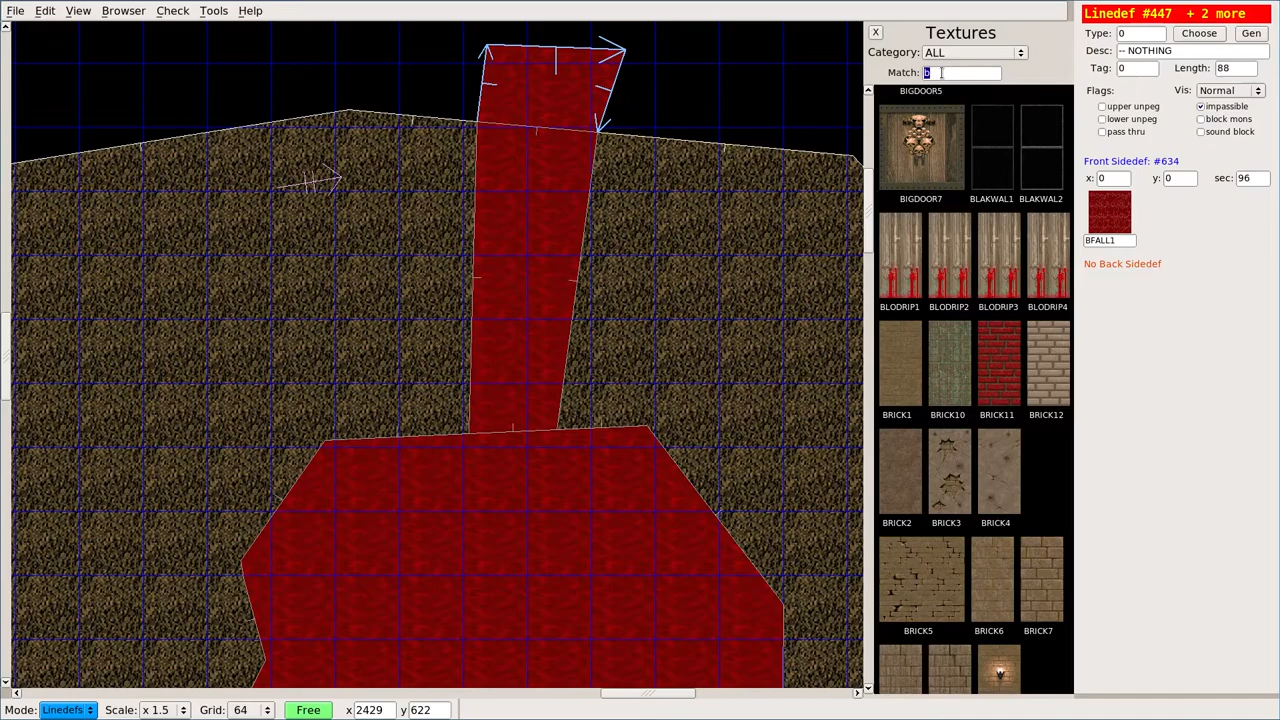 File Edit View Browser Check Tools Help
X Textures
Category: ALL
Match: b
BIGDOOR5
BIGDOOR7 BLAKWAL1 BLAKWAL2
BLODRIP1 BLODRIP2 BLODRIP3 BLODRIP4
BRICK1 BRICK10 BRICK11 BRICK12
BRICK2 BRICK3 BRICK4
BRICK5 BRICK6 BRICK7
Linedef #447 + 2 more
Type: 0 Choose Gen
Desc: -- NOTHING
Tag: 0 Length: 88
Flags: Vis: Normal
upper unpeg impassible
lower unpeg block mons
pass thru sound block
Front Sidedef: #634
x: 0 y: 0 sec: 96
BFALL1
No Back Sidedef
Mode: Linedefs Scale: x 1.5 Grid: 64 Free x 2429 y 622